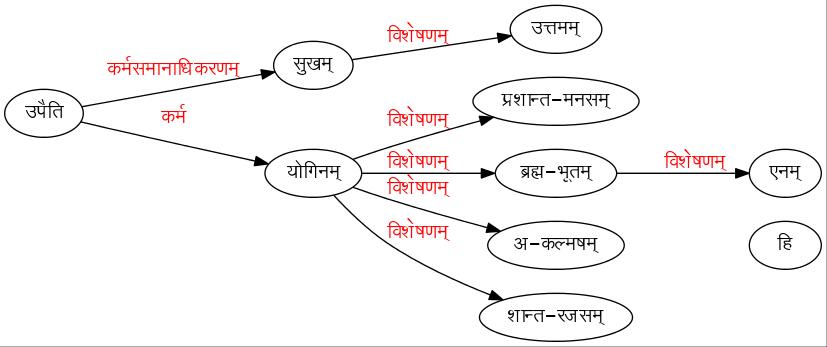 उत्तमम्
विशेषणम्
सुखम्
कर्मसमानाधिकरणम्
प्रशान्त-मनसम्
उपैति
कर्म
विशेषणम्
विशेषणम्
विशेषणम्
योगिनम्
ब्रह्म-भूतम्
एनम्
विशेषणम्
विशेषणम्
अ-कल्मषम्
हि
शान्त-रजसम्